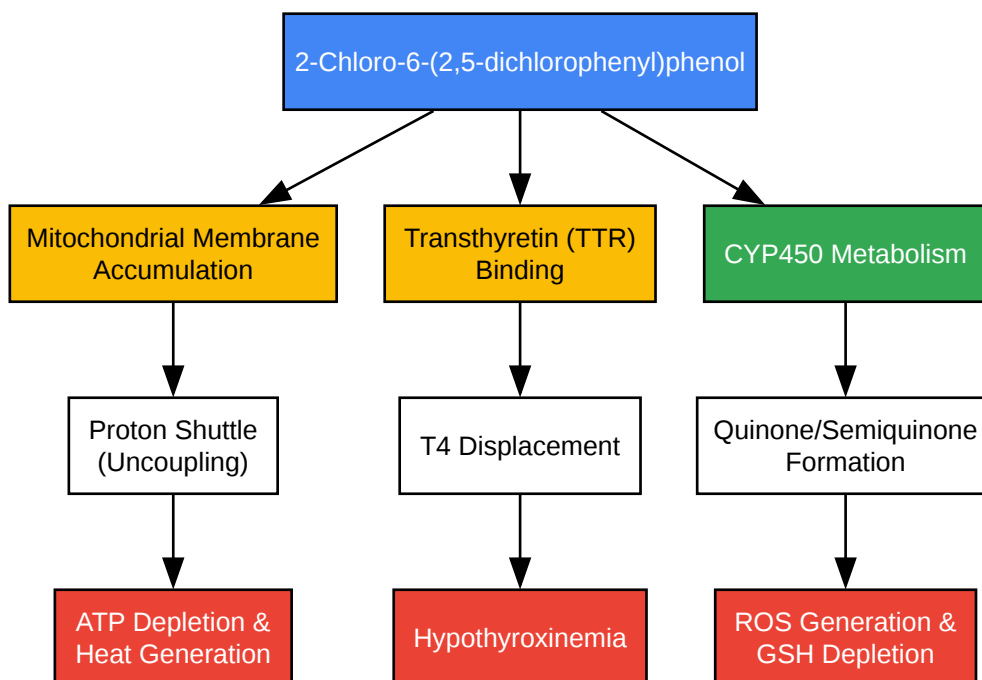 2-Chloro-6-(2,5-dichlorophenyl)phenol
Mitochondrial Membrane
Accumulation
Transthyretin (TTR)
Binding
CYP450 Metabolism
Proton Shuttle
(Uncoupling)
T4 Displacement
Quinone/Semiquinone
Formation
ATP Depletion &
Heat Generation
Hypothyroxinemia
ROS Generation &
GSH Depletion